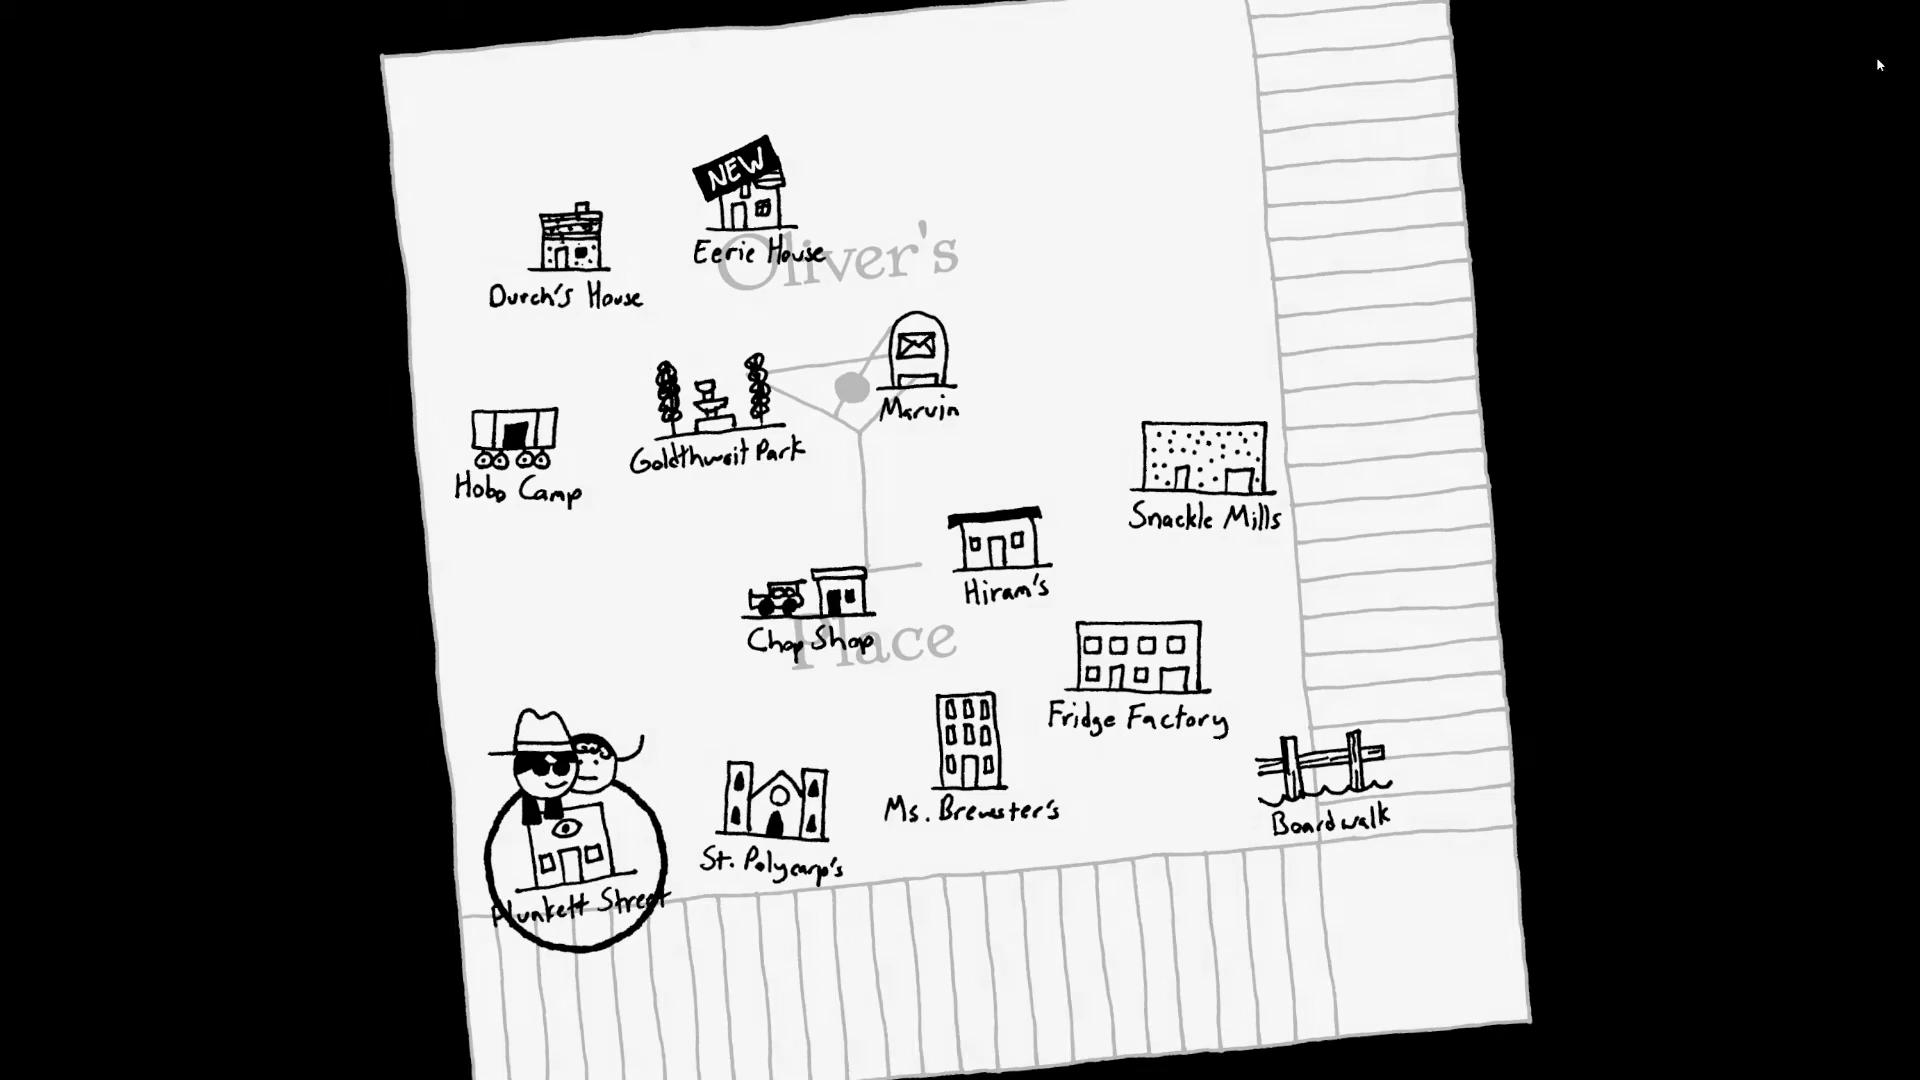 NEW
Eerie House
Oliver's
Durch's House
Marvin
Goldthwait Park
Hobo Camp
Snackle Mills
Hiram's
Chop Shop
Place
Fridge Factory
Ms. Brewster's
Boardwalk
St. Polycarp's
Plunkett Street